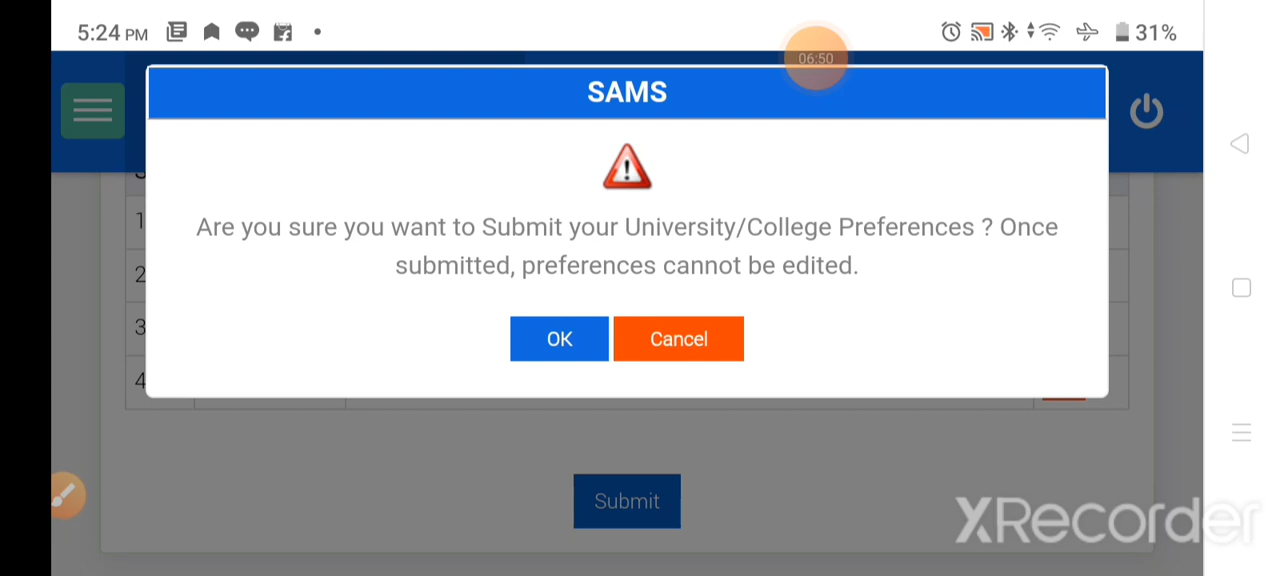 5:24 PM
31%
06:50
SAMS
Are you sure you want to Submit your University/College Preferences ? Once
submitted, preferences cannot be edited.
1
2
3
4
OK Cancel
Submit
XRecorder